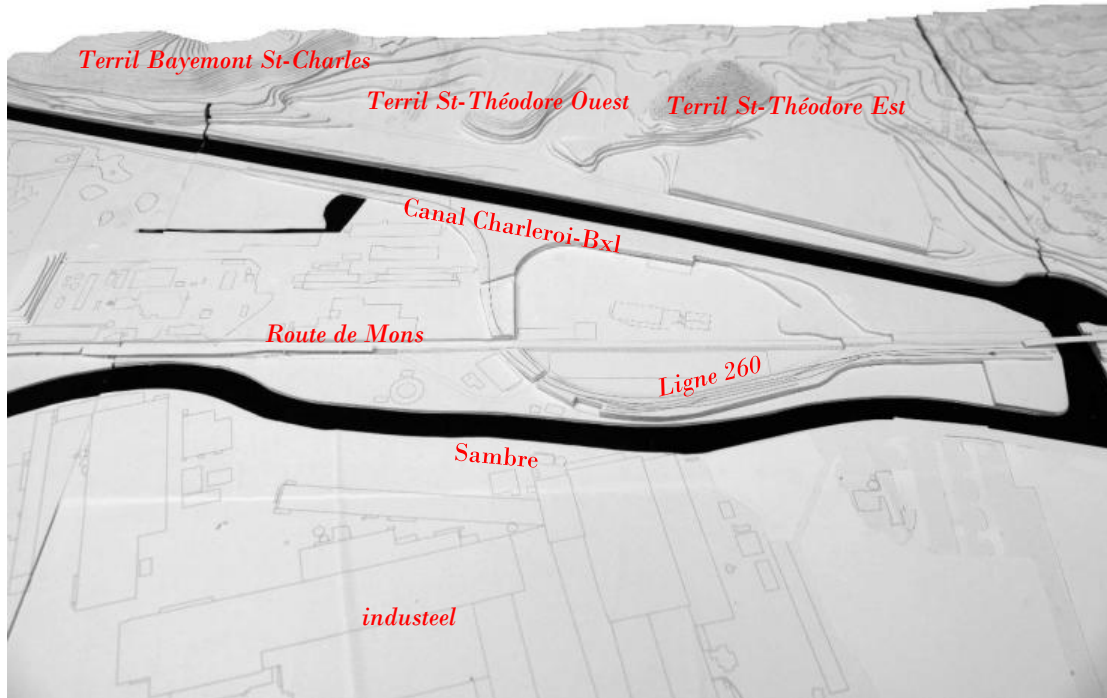 Terril Bayemont St-Charles
Terril St-Théodore Ouest
Terril St-Théodore Est
Canal Charleroi-Bxl
Route de Mons
Ligne 260
Sambre
industeel